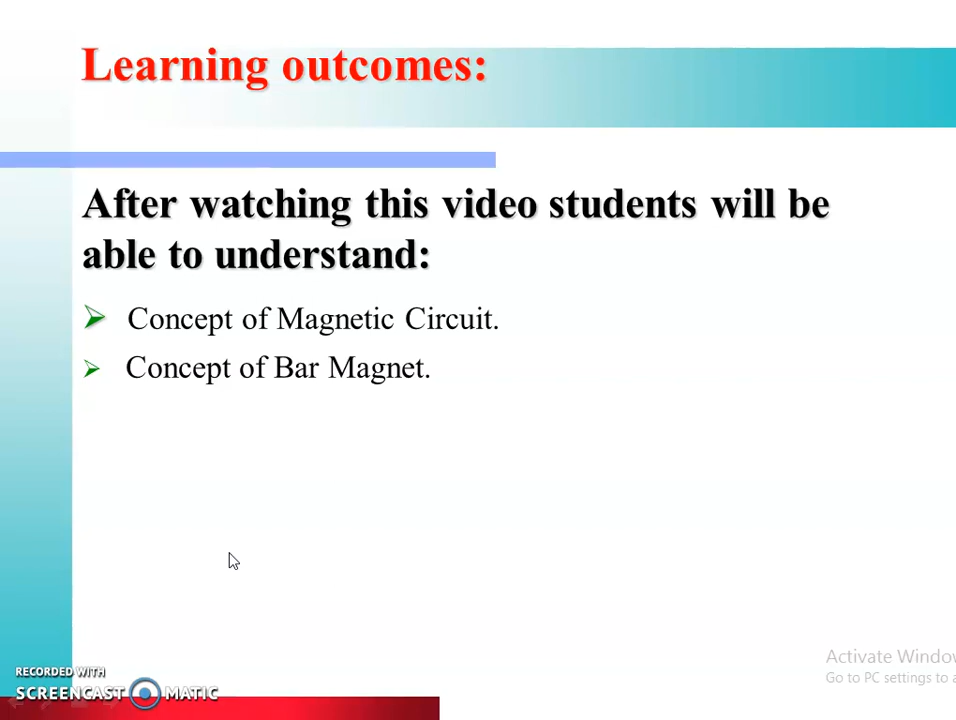 Learning outcomes:
After watching this video students will be
able to understand:
Concept of Magnetic Circuit.
Concept of Bar Magnet.
Activate Window
Go to PC settings to a
RECORDED WITH
SCREENCAST MATIC